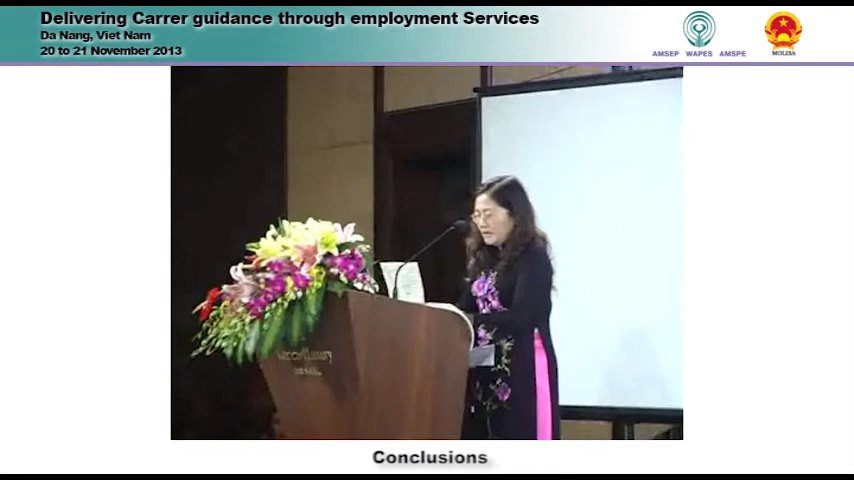 Delivering Carrer guidance through employment Services
Da Nang, Viet Nam
20 to 21 November 2013
AMSEP WAPES AMSPE
MOLISA
Conclusions